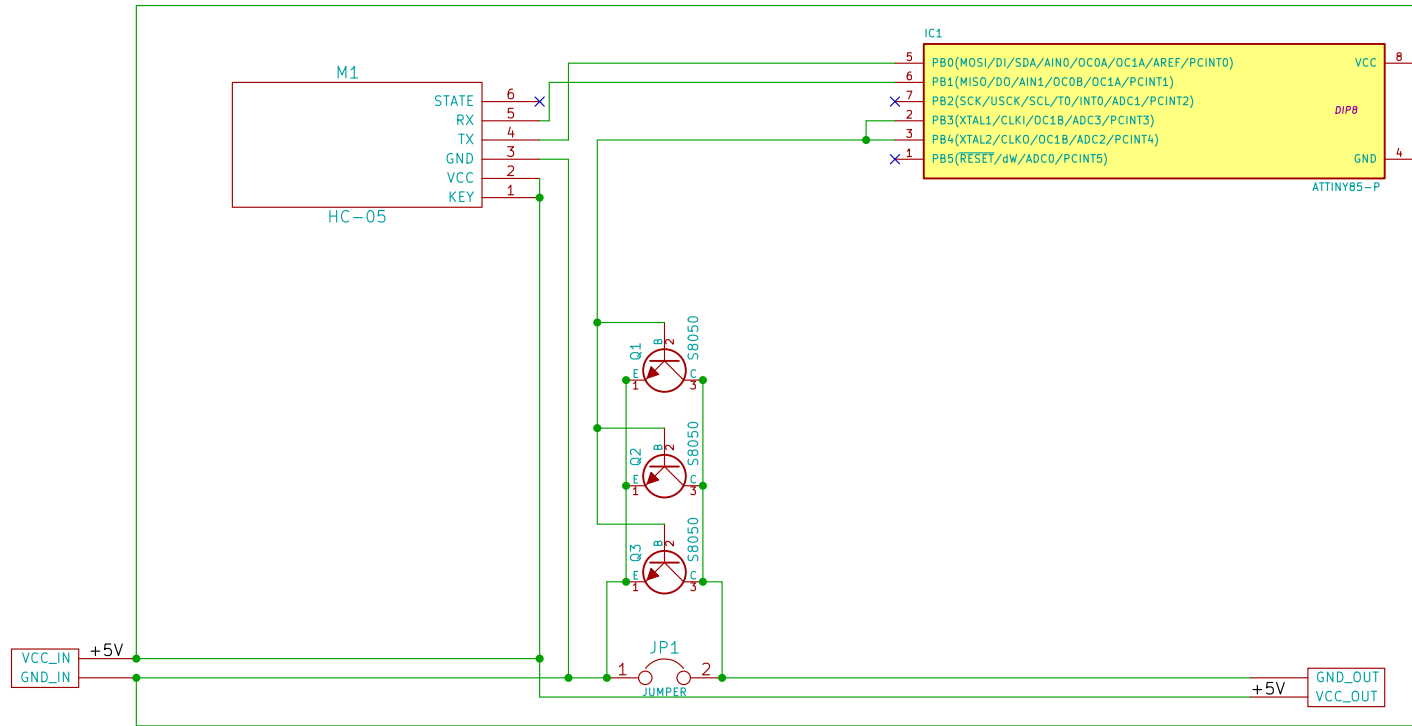 IC1
5 PB0(MOSI/DI/SDA/AIN0/OC0A/OC1A/AREF/PCINT0) VCC 8
6 PB1(MISO/DO/AIN1/OC0B/OC1A/PCINT1)
7 PB2(SCK/USCK/SCL/T0/INT0/ADC1/PCINT2)
DIP8
2 PB3(XTAL1/CLKI/OC1B/ADC3/PCINT3)
3 PB4(XTAL2/CLKO/OC1B/ADC2/PCINT4)
1 PB5(RESET/dW/ADC0/PCINT5) GND 4
ATTINY85-P
M1
STATE 6
RX 5
TX 4
GND 3
VCC 2
KEY 1
HC-05
Q1 B 2 S8050
E 1 C 3
Q2 B 2 S8050
E 1 C 3
Q3 B 2 S8050
E 1 C 3
JP1
1 2
JUMPER
VCC_IN +5V
GND_IN
GND_OUT
+5V VCC_OUT